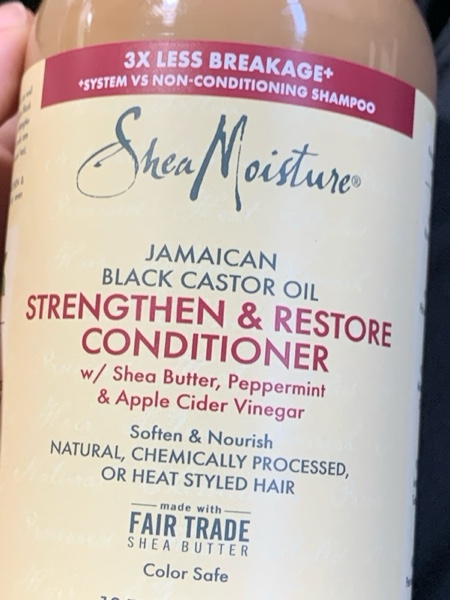 3X LESS BREAKAGE+
+SYSTEM VS NON-CONDITIONING SHAMPOO
SheaMoisture®
JAMAICAN
BLACK CASTOR OIL
STRENGTHEN & RESTORE
CONDITIONER
w/ Shea Butter, Peppermint
& Apple Cider Vinegar
Soften & Nourish
NATURAL, CHEMICALLY PROCESSED,
OR HEAT STYLED HAIR
made with
FAIR TRADE
SHEA BUTTER
Color Safe